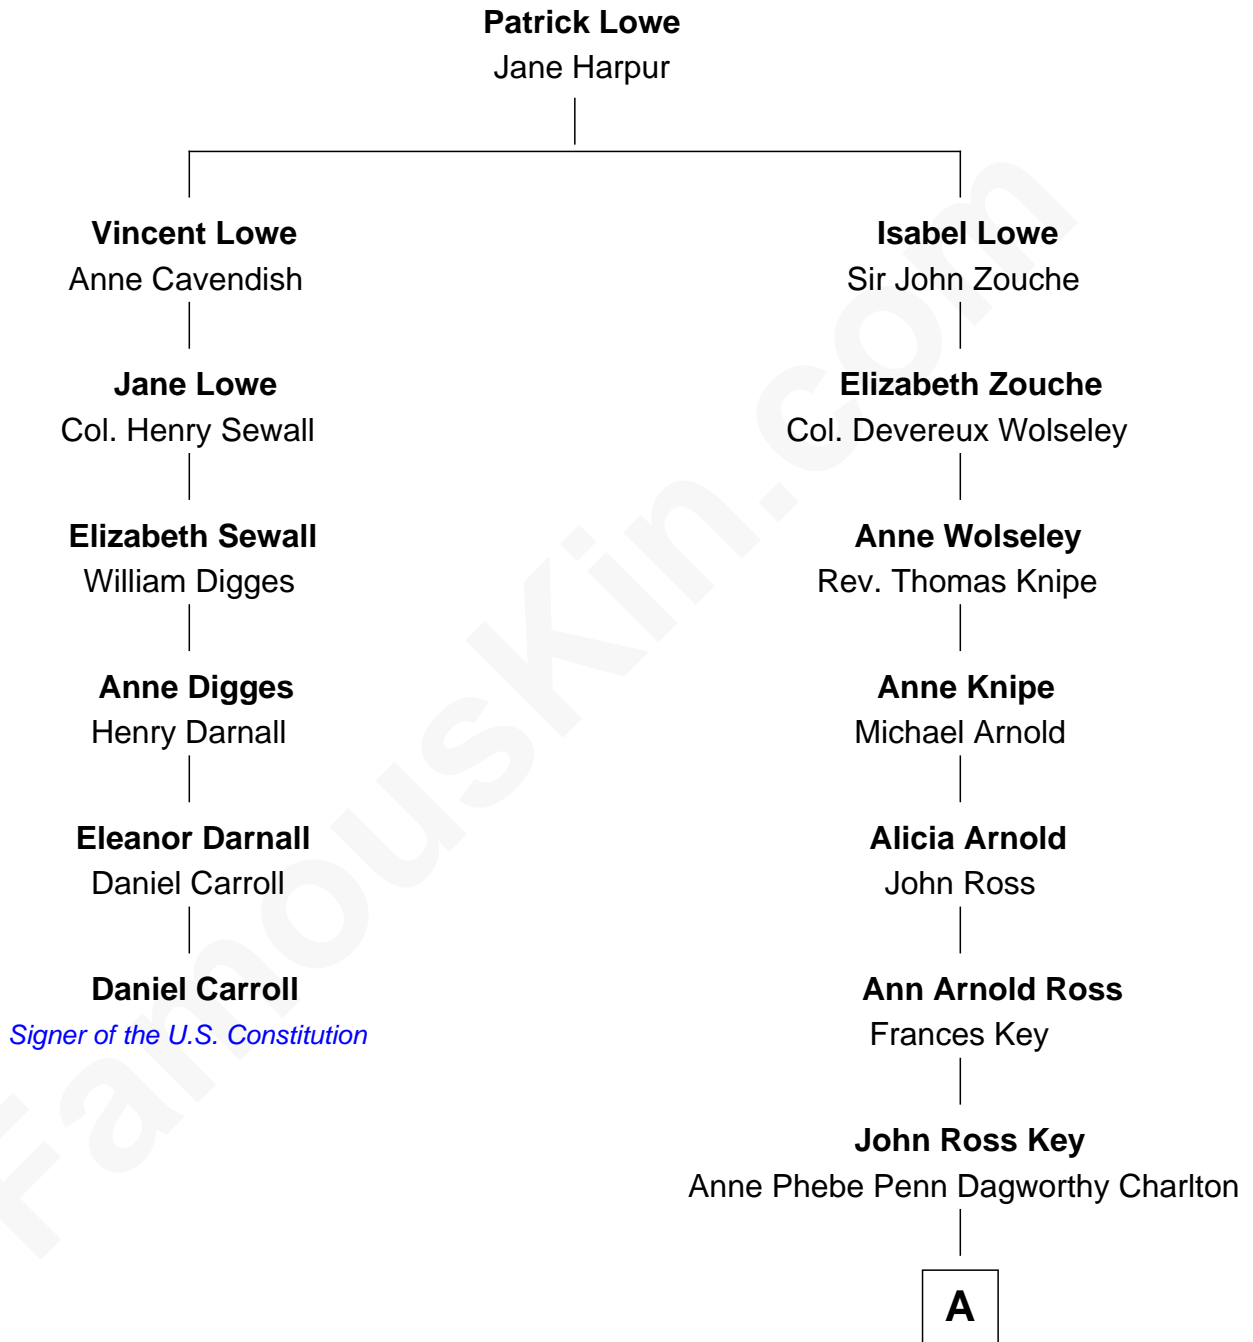 Patrick Lowe
Jane Harpur
Vincent Lowe
Anne Cavendish
Jane Lowe
Col. Henry Sewall
Elizabeth Sewall
William Digges
Anne Digges
Henry Darnall
Eleanor Darnall
Daniel Carroll
Daniel Carroll
Signer of the U.S. Constitution
Isabel Lowe
Sir John Zouche
Elizabeth Zouche
Col. Devereux Wolseley
Anne Wolseley
Rev. Thomas Knipe
Anne Knipe
Michael Arnold
Alicia Arnold
John Ross
Ann Arnold Ross
Frances Key
John Ross Key
Anne Phebe Penn Dagworthy Charlton
A
FamousKin.com